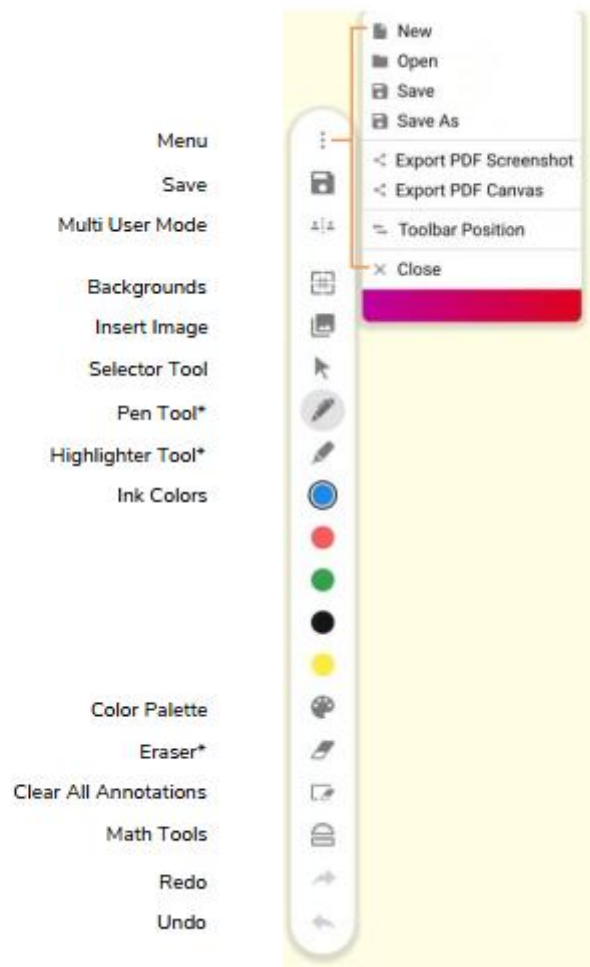 New
Open
Save
Save As
Export PDF Screenshot
Export PDF Canvas
Toolbar Position
Close
Menu
Save
Multi User Mode
Backgrounds
Insert Image
Selector Tool
Pen Tool*
Highlighter Tool*
Ink Colors
Color Palette
Eraser*
Clear All Annotations
Math Tools
Redo
Undo